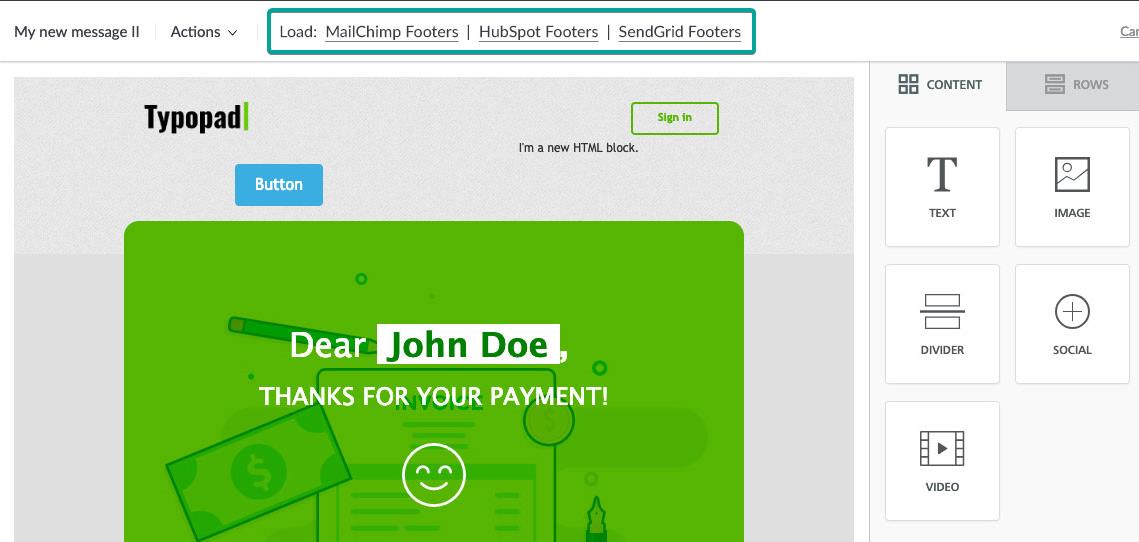 My new message II Actions Load: MailChimp Footers | HubSpot Footers | SendGrid Footers
CONTENT ROWS
Typopad
Sign in
I'm a new HTML block.
Button
Dear John Doe,
THANKS FOR YOUR PAYMENT!
INVOICE
$
$
TEXT
IMAGE
DIVIDER
SOCIAL
VIDEO